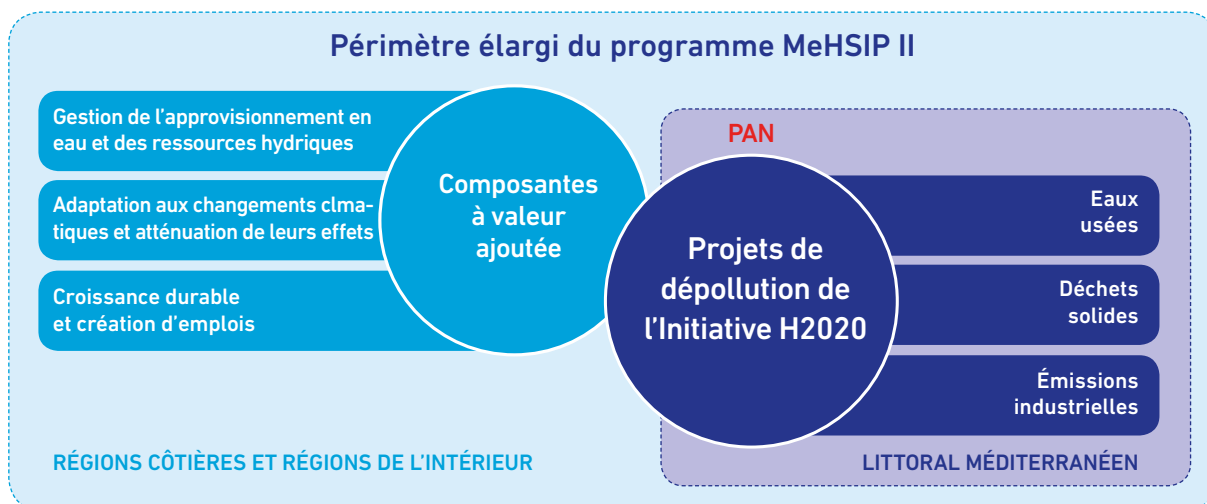 Périmètre élargi du programme MeHSIP II
Gestion de l'approvisionnement en
eau et des ressources hydriques
Adaptation aux changements clma-
tiques et atténuation de leurs effets
Croissance durable
et création d'emplois
Composantes
à valeur
ajoutée
PAN
Projets de
dépollution de
l'Initiative H2020
Eaux
usées
Déchets
solides
Émissions
industrielles
RÉGIONS CÔTIÈRES ET RÉGIONS DE L'INTÉRIEUR
LITTORAL MÉDITERRANÉEN